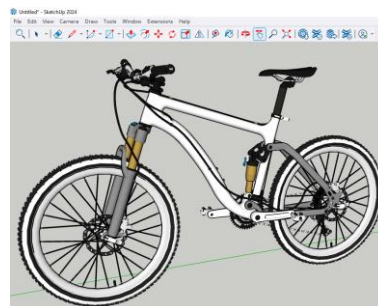 Untitled* - SketchUp 2024
File Edit View Camera Draw Tools Window Extensions Help